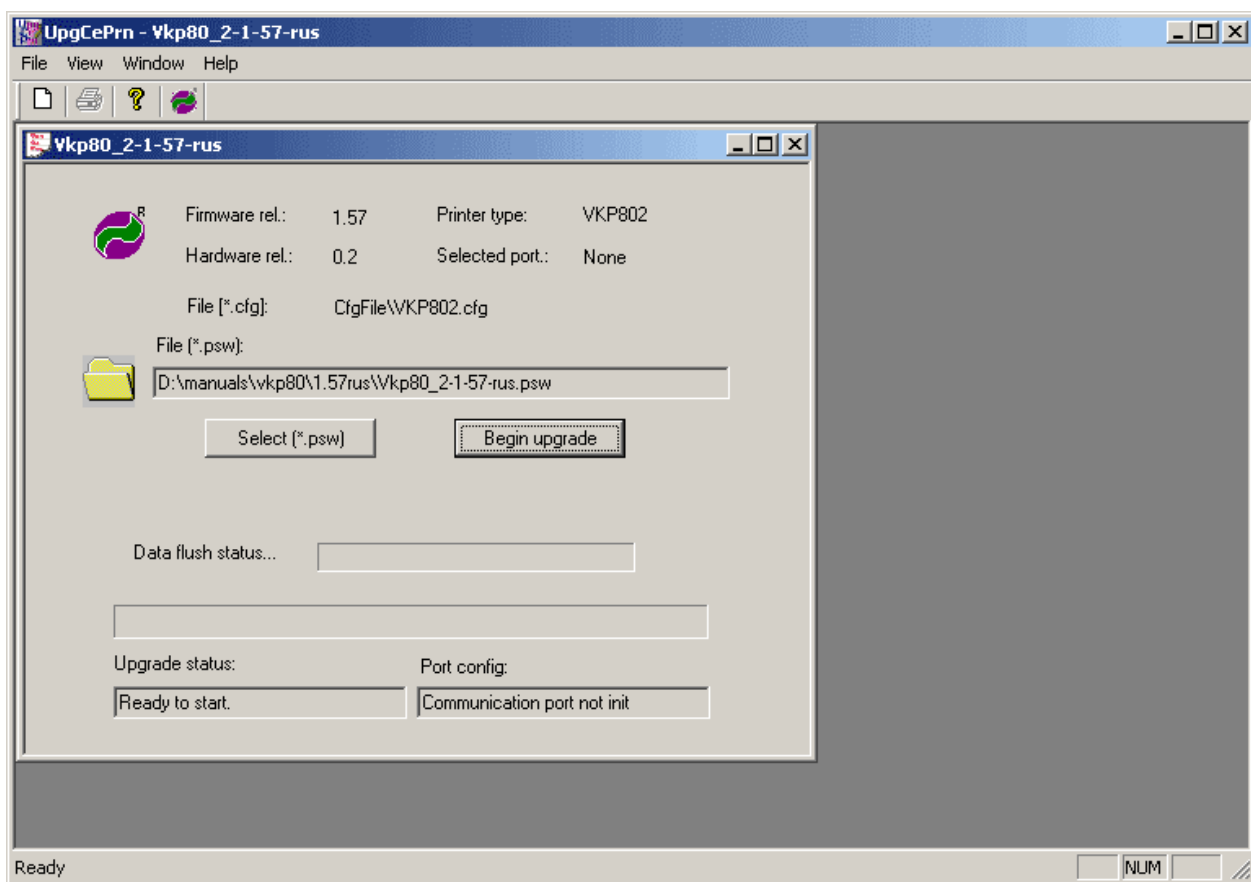 UpgCePrn - Vkp80_2-1-57-rus
File View Window Help
Vkp80_2-1-57-rus
R
Firmware rel.: 1.57 Printer type: VKP802
Hardware rel.: 0.2 Selected port.: None
File [*.cfg]: CfgFile\VKP802.cfg
File (*.psw):
D:\manuals\vkp80\1.57rus\Vkp80_2-1-57-rus.psw
Select (*.psw) Begin upgrade
Data flush status...
Upgrade status: Port config:
Ready to start. Communication port not init
Ready NUM